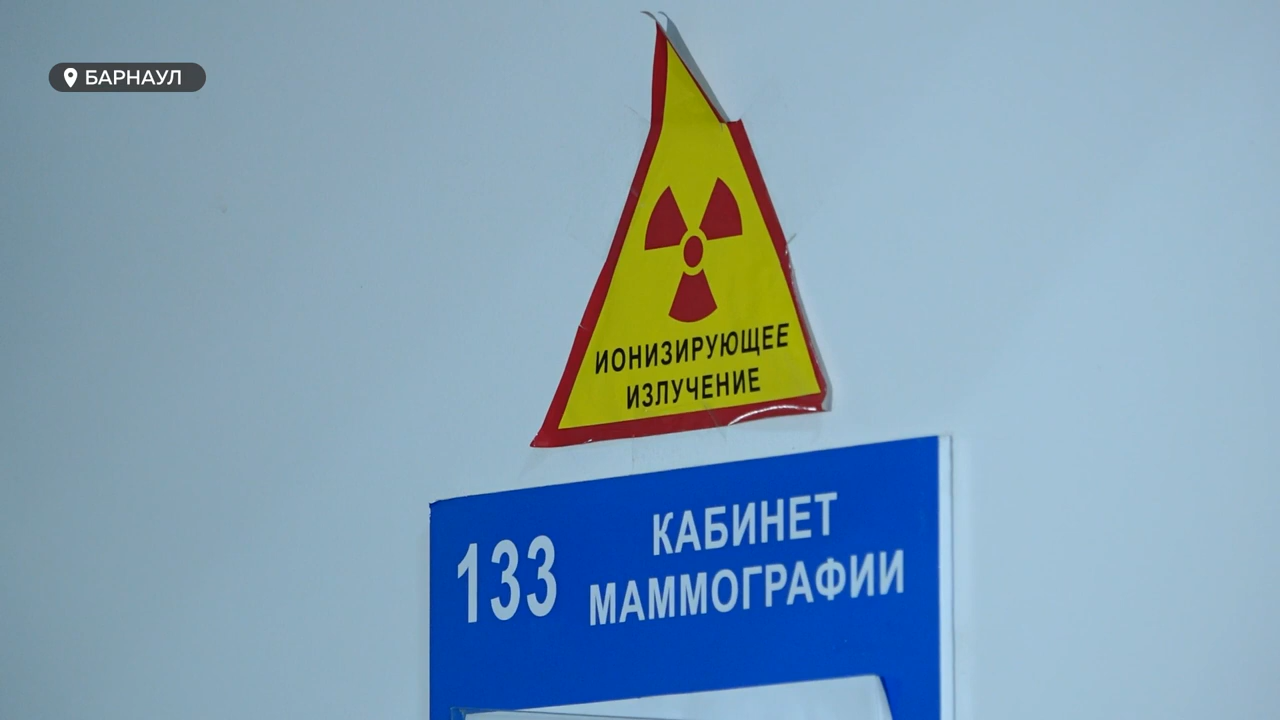 БАРНАУЛ
ИОНИЗИРУЮЩЕЕ
ИЗЛУЧЕНИЕ
133
КАБИНЕТ
МАММОГРАФИИ